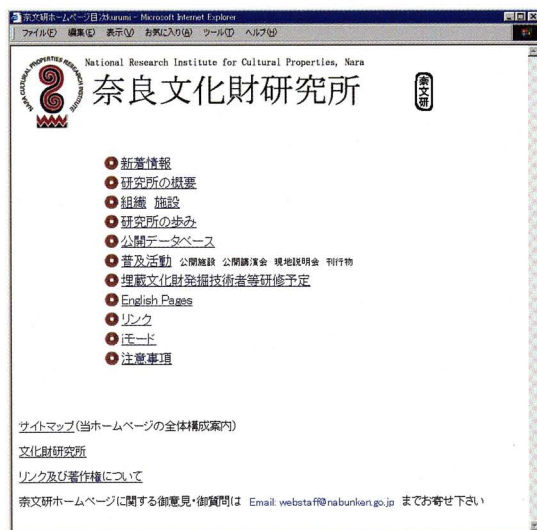 奈文研ホームページ目次kurumi - Microsoft Internet Explorer
ファイル(F) 編集(E) 表示(V) お気に入り(A) ツール(T) ヘルプ(H)
NARA CULTURAL PROPERTIES RESEARCH INSTITUTE
National Research Institute for Cultural Properties, Nara
奈良文化財研究所
奈文研
新着情報
研究所の概要
組織 施設
研究所の歩み
公開データベース
普及活動 公開施設 公開講演会 現地説明会 刊行物
埋蔵文化財発掘技術者等研修予定
English Pages
リンク
iモード
注意事項
サイトマップ(当ホームページの全体構成案内)
文化財研究所
リンク及び著作権について
奈文研ホームページに関する御意見・御質問は Email: webstaff@nabunken.go.jp までお寄せ下さい